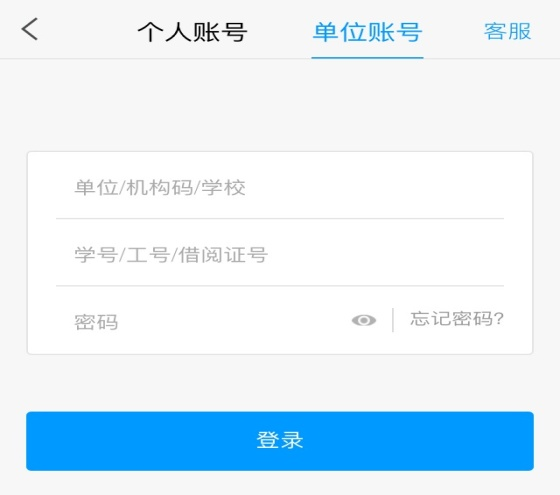 个人账号 单位账号 客服
单位/机构码/学校
学号/工号/借阅证号
密码 忘记密码?
登录